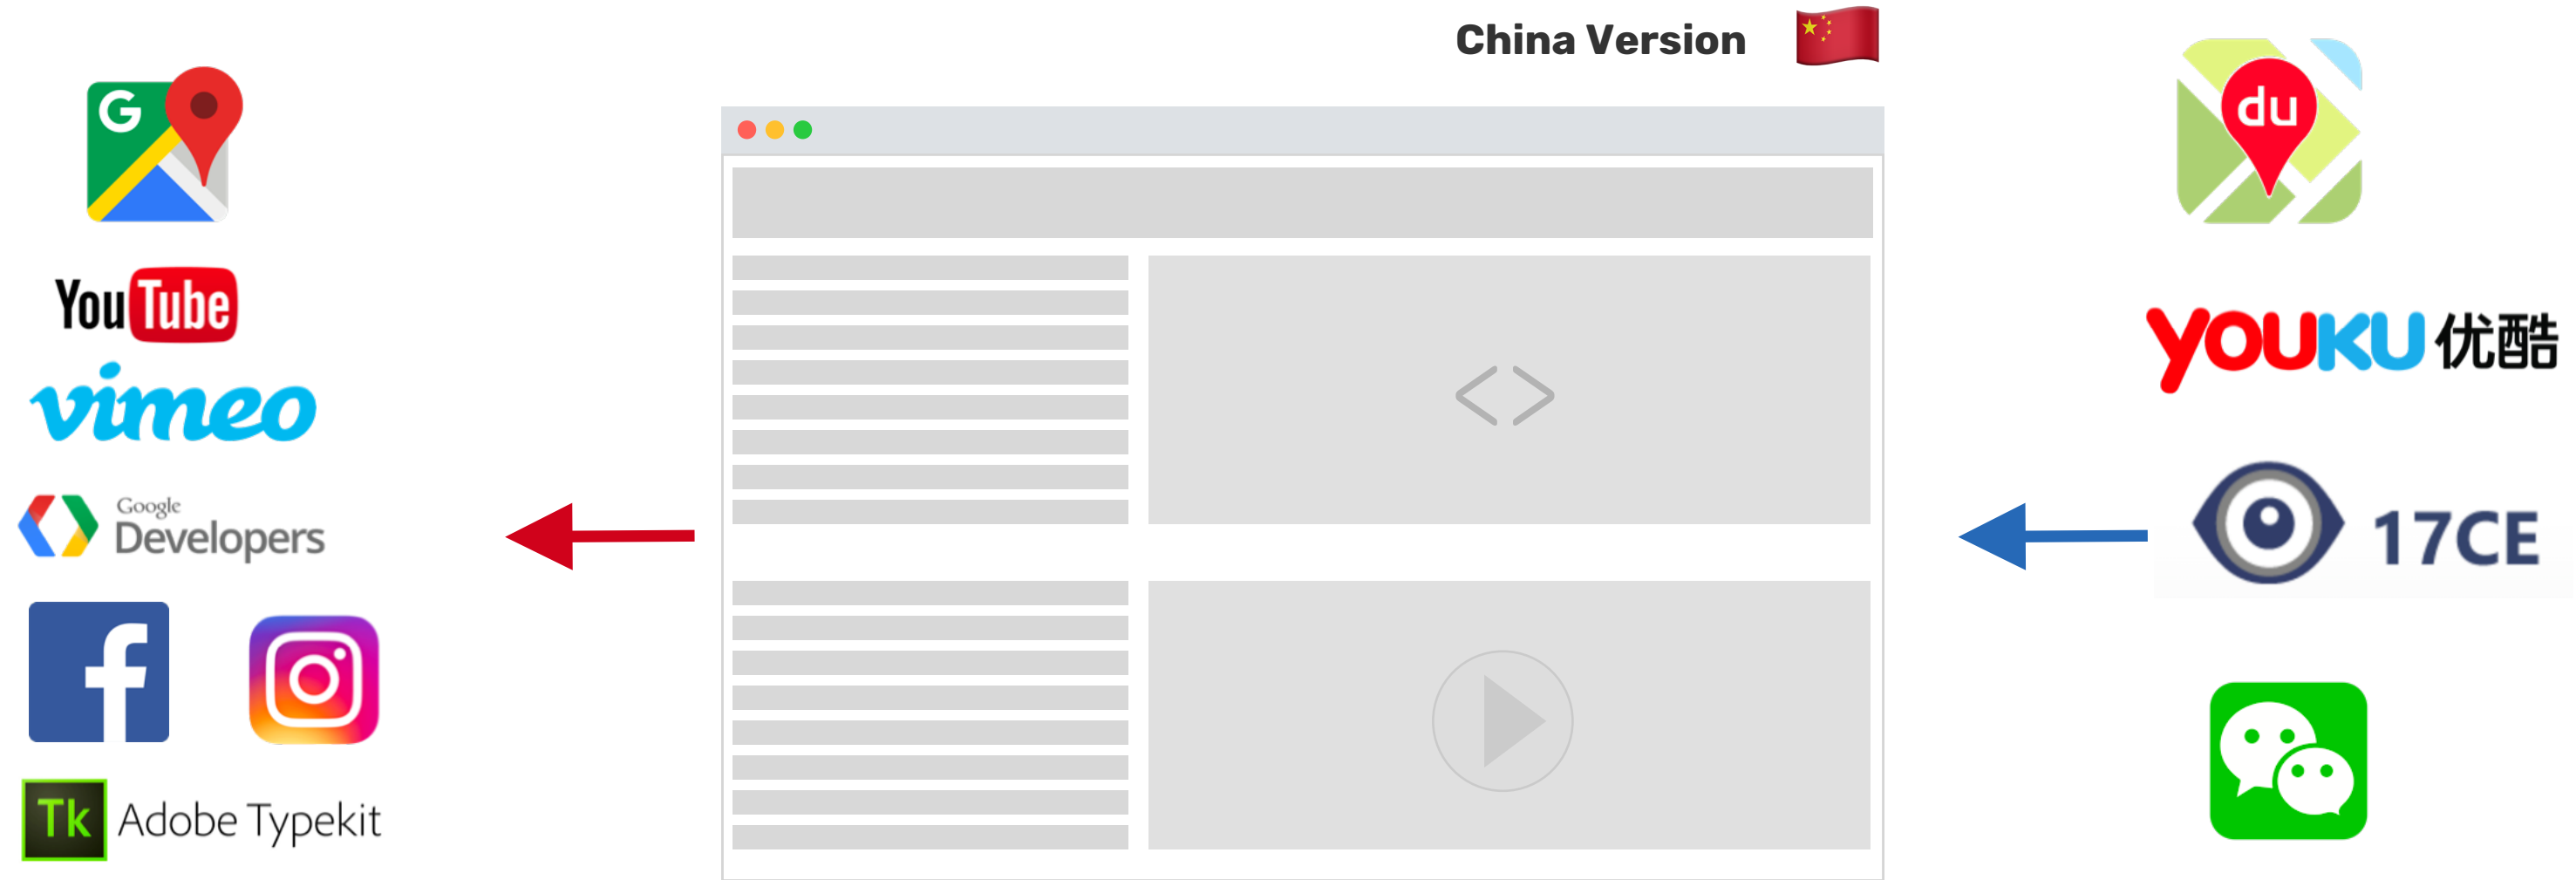 China Version
G
YouTube
vimeo
Google
Developers
f
Tk Adobe Typekit
du
YOUKU 优酷
17CE